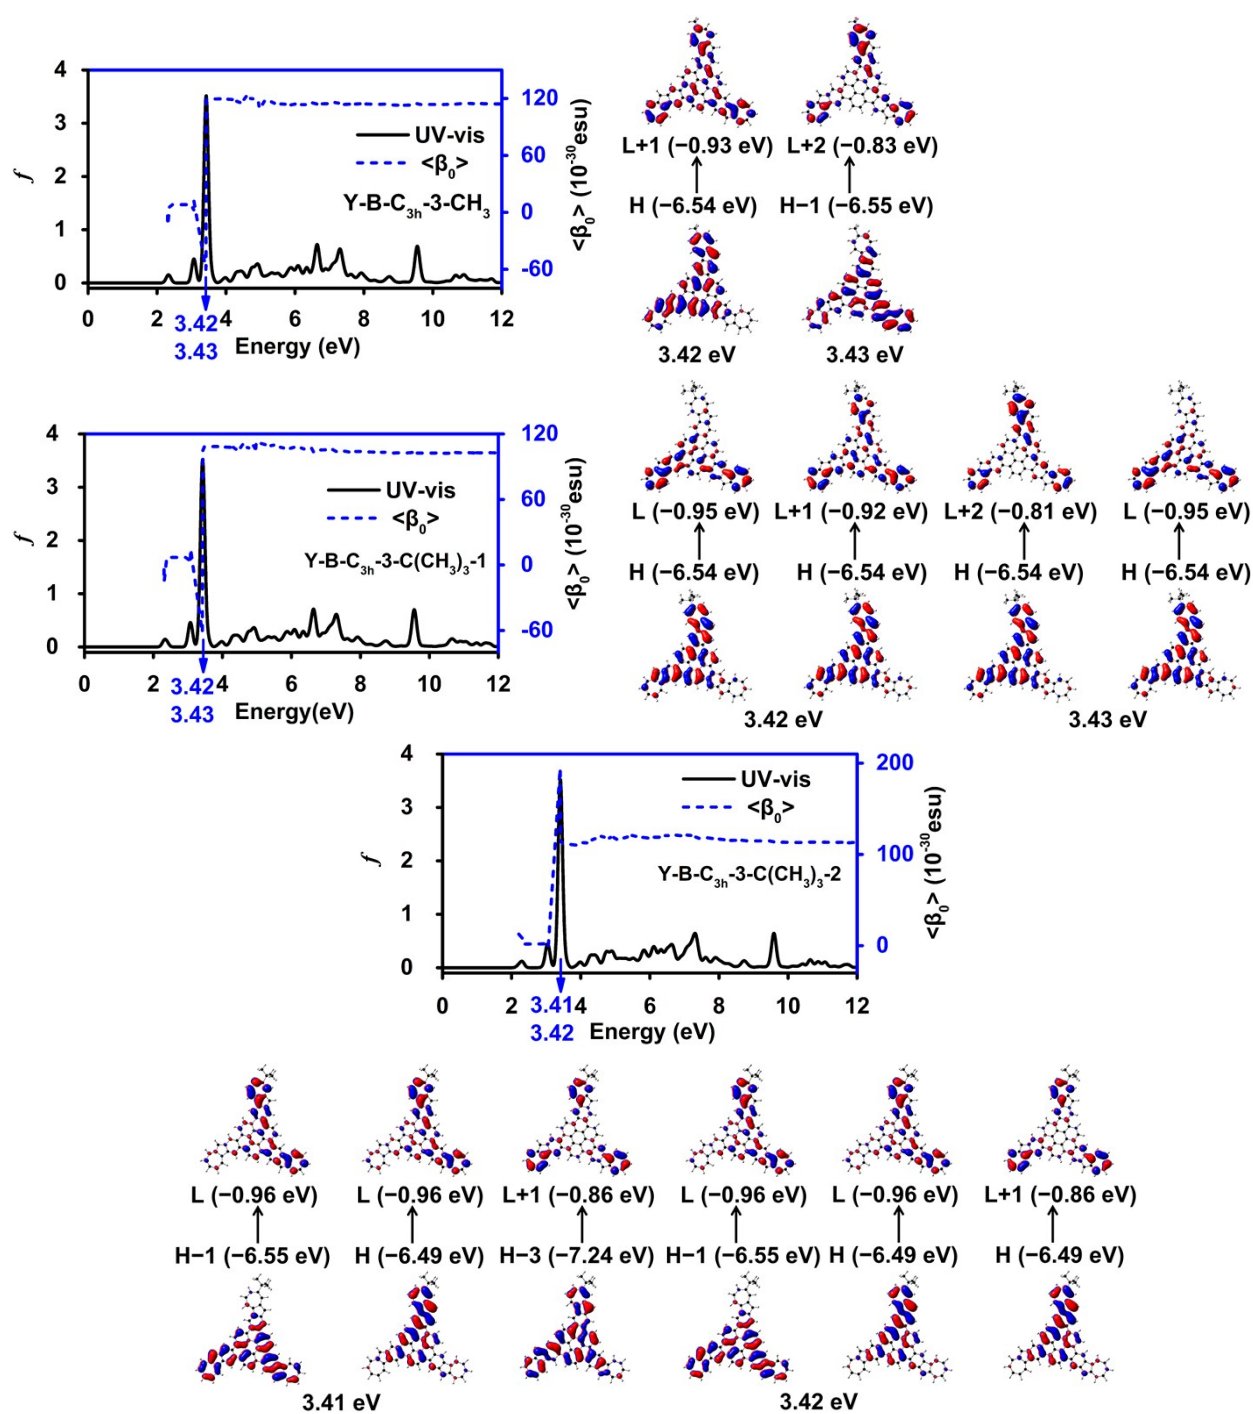 4
3
2
1
0
f
UV-vis
<β₀>
Y-B-C₃ₕ-3-CH₃
120
60
0
-60
<β₀> (10⁻³⁰esu)
0 2 4 6 8 10 12
3.42
3.43
Energy (eV)
L+1 (−0.93 eV) L+2 (−0.83 eV)
H (−6.54 eV) H−1 (−6.55 eV)
3.42 eV 3.43 eV
4
3
2
1
0
f
UV-vis
<β₀>
Y-B-C₃ₕ-3-C(CH₃)₃-1
120
60
0
-60
<β₀> (10⁻³⁰esu)
0 2 4 6 8 10 12
3.42
3.43
Energy(eV)
L (−0.95 eV) L+1 (−0.92 eV) L+2 (−0.81 eV) L (−0.95 eV)
H (−6.54 eV) H (−6.54 eV) H (−6.54 eV) H (−6.54 eV)
3.42 eV 3.43 eV
4
3
2
1
0
f
UV-vis
<β₀>
Y-B-C₃ₕ-3-C(CH₃)₃-2
200
100
0
<β₀> (10⁻³⁰esu)
0 2 4 6 8 10 12
3.41
3.42
Energy (eV)
L (−0.96 eV) L (−0.96 eV) L+1 (−0.86 eV) L (−0.96 eV) L (−0.96 eV) L+1 (−0.86 eV)
H−1 (−6.55 eV) H (−6.49 eV) H−3 (−7.24 eV) H−1 (−6.55 eV) H (−6.49 eV) H (−6.49 eV)
3.41 eV 3.42 eV